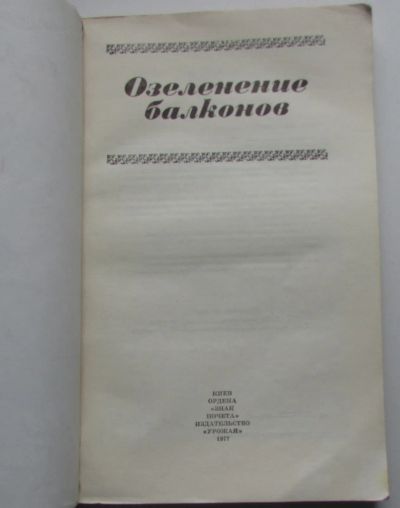 Озеленение
балконов
КИЕВ
ОРДЕНА
«ЗНАК
ПОЧЕТА»
ИЗДАТЕЛЬСТВО
«УРОЖАЙ»
1977